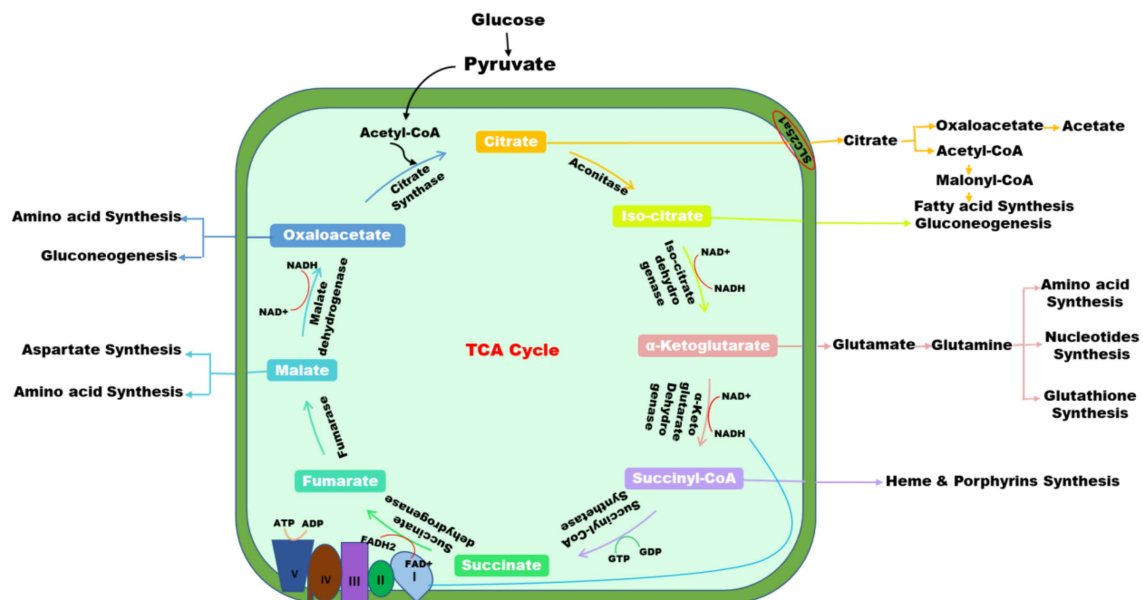 Glucose
Pyruvate
Acetyl-CoA
Citrate
Synthase
Citrate
Aconitase
SLC25a1
Citrate
Oxaloacetate
Acetate
Acetyl-CoA
Malonyl-CoA
Fatty acid Synthesis
Gluconeogenesis
Iso-citrate
Iso-citrate
dehydro
genase
NAD+
NADH
α-Ketoglutarate
Glutamate
Glutamine
Amino acid
Synthesis
Nucleotides
Synthesis
Glutathione
Synthesis
α-Keto
glutarate
Dehydro
genase
NAD+
NADH
Succinyl-CoA
Heme & Porphyrins Synthesis
Succinyl-CoA
Synthetase
GTP
GDP
Succinate
Succinate
dehydrogenase
FADH2
FAD+
Fumarate
Fumarase
Malate
Aspartate Synthesis
Amino acid Synthesis
Malate
dehydrogenase
NADH
NAD+
Oxaloacetate
Amino acid Synthesis
Gluconeogenesis
TCA Cycle
ATP
ADP
V
IV
III
II
I